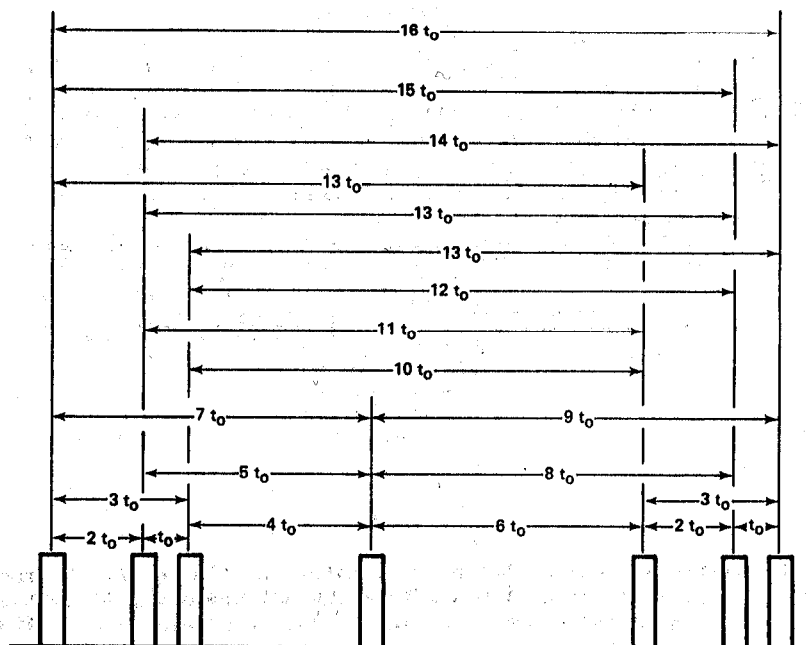 16 t₀
15 t₀
14 t₀
13 t₀
13 t₀
13 t₀
12 t₀
11 t₀
10 t₀
7 t₀ 9 t₀
5 t₀ 8 t₀
3 t₀ 3 t₀
2 t₀ t₀ 4 t₀ 6 t₀ 2 t₀ t₀